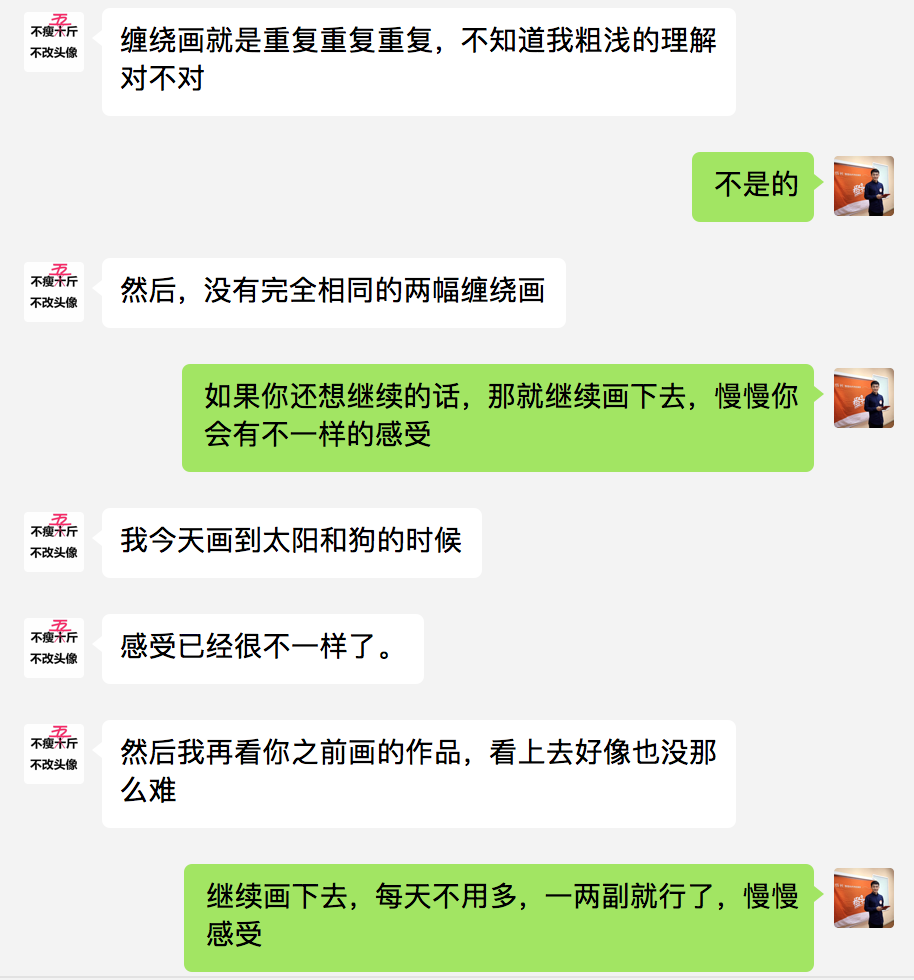 不瘦十斤
五
不改头像
缠绕画就是重复重复重复，不知道我粗浅的理解
对不对
不是的
不瘦十斤
五
不改头像
然后，没有完全相同的两幅缠绕画
如果你还想继续的话，那就继续画下去，慢慢你
会有不一样的感受
不瘦十斤
五
不改头像
我今天画到太阳和狗的时候
不瘦十斤
五
不改头像
感受已经很不一样了。
不瘦十斤
五
不改头像
然后我再看你之前画的作品，看上去好像也没那
么难
继续画下去，每天不用多，一两副就行了，慢慢
感受